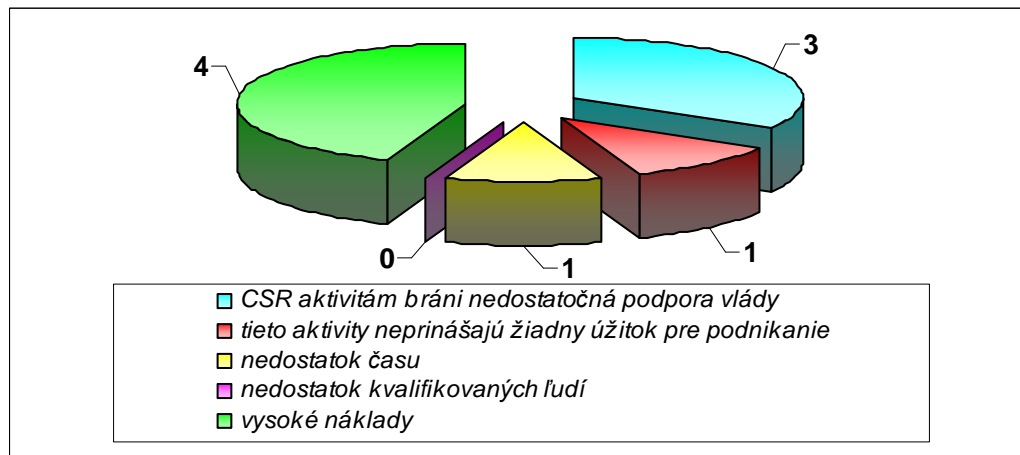 3
4
1
0
1
CSR aktivitám bráni nedostatočná podpora vlády
tieto aktivity neprinášajú žiadny úžitok pre podnikanie
nedostatok času
nedostatok kvalifikovaných ľudí
vysoké náklady